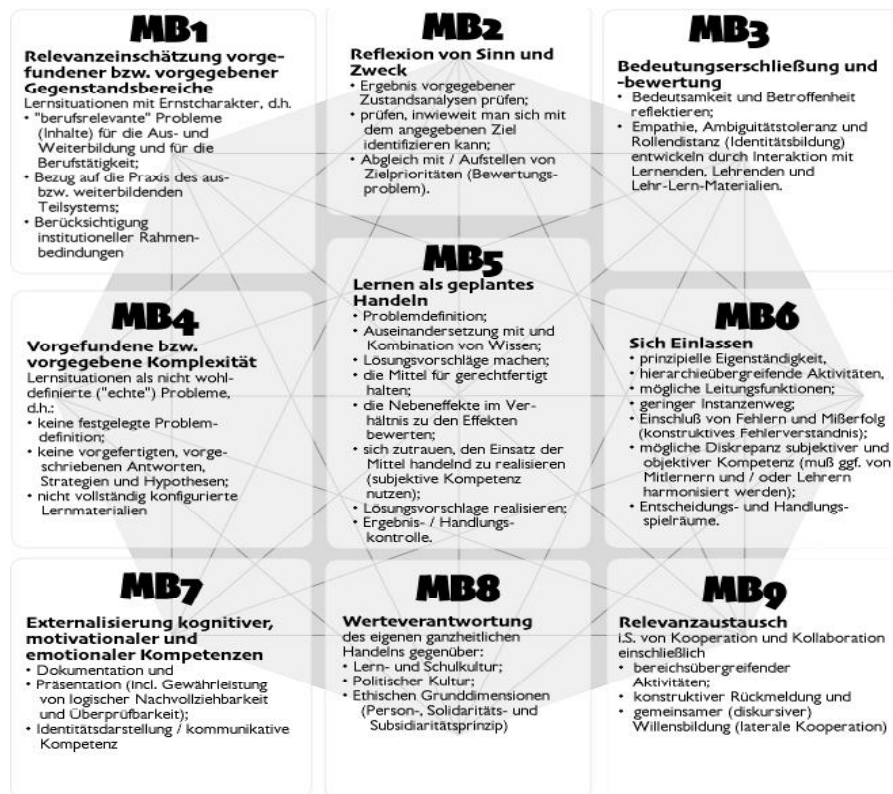 MB1
Relevanzeinschätzung vorge-
fundener bzw. vorgegebener
Gegenstandsbereiche
Lernsituationen mit Ernstcharakter, d.h.
• "berufsrelevante" Probleme
(Inhalte) für die Aus- und
Weiterbildung und für die
Berufstätigkeit;
• Bezug auf die Praxis des aus-
bzw. weiterbildenden
Teilsystems;
• Berücksichtigung
institutioneller Rahmen-
bedingungen
MB2
Reflexion von Sinn und
Zweck
• Ergebnis vorgegebener
Zustandsanalysen prüfen;
• prüfen, inwieweit man sich mit
dem angegebenen Ziel
identifizieren kann;
• Abgleich mit / Aufstellen von
Zielprioritäten (Bewertungs-
problem).
MB3
Bedeutungserschließung und
-bewertung
• Bedeutsamkeit und Betroffenheit
reflektieren;
• Empathie, Ambiguitätstoleranz und
Rollendistanz (Identitätsbildung)
entwickeln durch Interaktion mit
Lernenden, Lehrenden und
Lehr-Lern-Materialien.
MB4
Vorgefundene bzw.
vorgegebene Komplexität
Lernsituationen als nicht wohl-
definierte ("echte") Probleme,
d.h.:
• keine festgelegte Problem-
definition;
• keine vorgefertigten, vorge-
schriebenen Antworten,
Strategien und Hypothesen;
• nicht vollständig konfigurierte
Lernmaterialien
MB5
Lernen als geplantes
Handeln
• Problemdefinition;
• Auseinandersetzung mit und
Kombination von Wissen;
• Lösungsvorschläge machen;
• die Mittel für gerechtfertigt
halten;
• die Nebeneffekte im Ver-
hältnis zu den Effekten
bewerten;
• sich zutrauen, den Einsatz der
Mittel handelnd zu realisieren
(subjektive Kompetenz
nutzen);
• Lösungsvorschlage realisieren;
• Ergebnis- / Handlungs-
kontrolle.
MB6
Sich Einlassen
• prinzipielle Eigenständigkeit,
• hierarchieübergreifende Aktivitäten,
• mögliche Leitungsfunktionen;
• geringer Instanzenweg;
• Einschluß von Fehlern und Mißerfolg
(konstruktives Fehlerverständnis);
• mögliche Diskrepanz subjektiver und
objektiver Kompetenz (muß ggf. von
Mitlernern und / oder Lehrern
harmonisiert werden);
• Entscheidungs- und Handlungs-
spielräume.
MB7
Externalisierung kognitiver,
motivationaler und
emotionaler Kompetenzen
• Dokumentation und
• Präsentation (incl. Gewährleistung
von logischer Nachvollziehbarkeit
und Überprüfbarkeit);
• Identitätsdarstellung / kommunikative
Kompetenz
MB8
Werteverantwortung
des eigenen ganzheitlichen
Handelns gegenüber:
• Lern- und Schulkultur;
• Politischer Kultur;
• Ethischen Grunddimensionen
(Person-, Solidaritäts- und
Subsidiaritätsprinzip)
MB9
Relevanzaustausch
i.S. von Kooperation und Kollaboration
einschließlich
• bereichsübergreifender
Aktivitäten;
• konstruktiver Rückmeldung und
• gemeinsamer (diskursiver)
Willensbildung (laterale Kooperation)